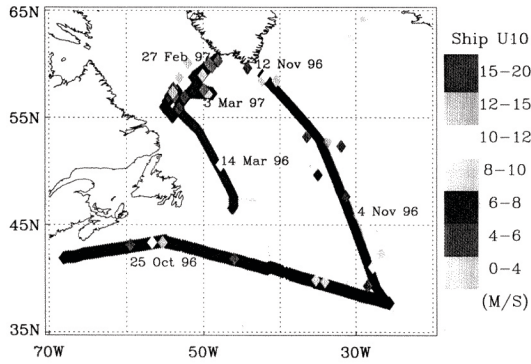 65N
55N
45N
35N
70W
50W
30W
27 Feb 97
12 Nov 96
3 Mar 97
14 Mar 96
4 Nov 96
25 Oct 96
Ship U10
15-20
12-15
10-12
8-10
6-8
4-6
0-4
(M/S)